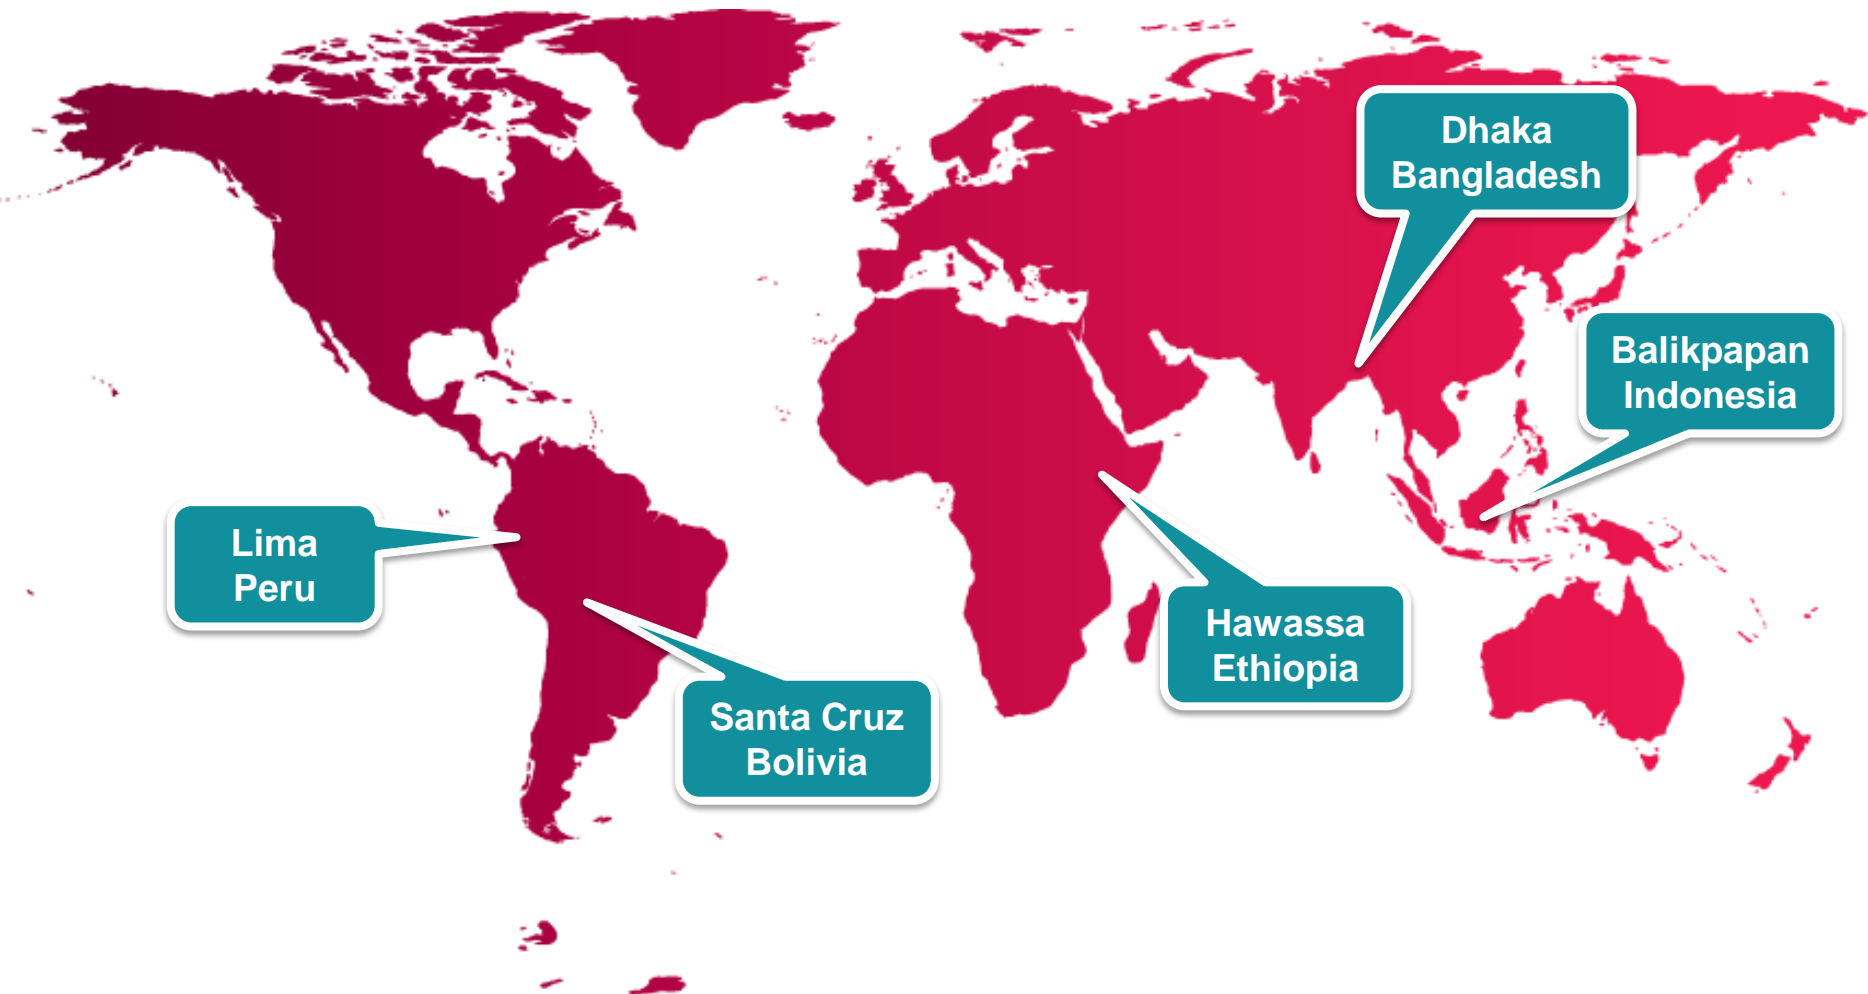 Dhaka
Bangladesh
Balikpapan
Indonesia
Lima
Peru
Hawassa
Ethiopia
Santa Cruz
Bolivia